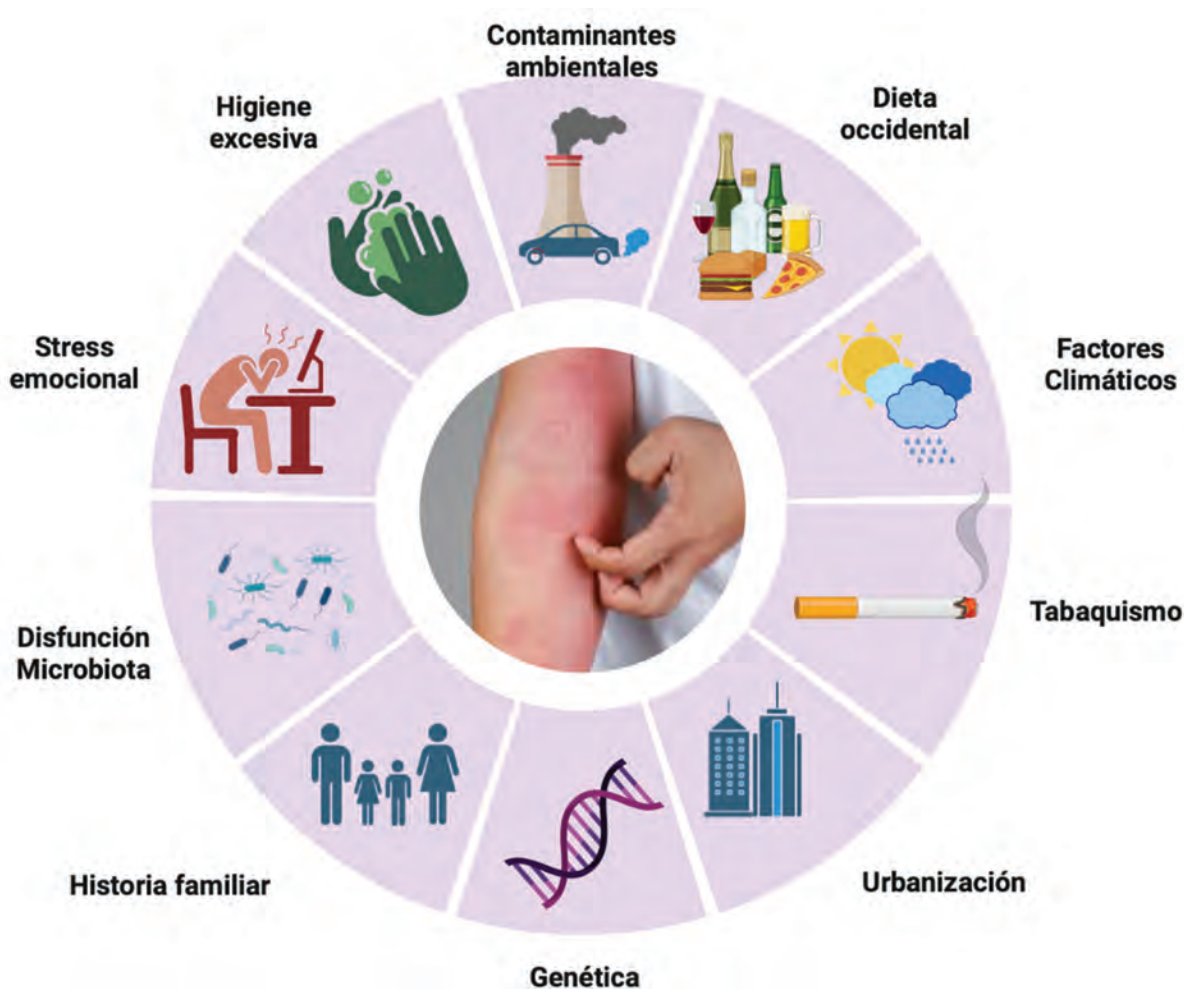 Contaminantes
ambientales
Dieta
occidental
Factores
Climáticos
Tabaquismo
Urbanización
Genética
Historia familiar
Disfunción
Microbiota
Stress
emocional
Higiene
excesiva